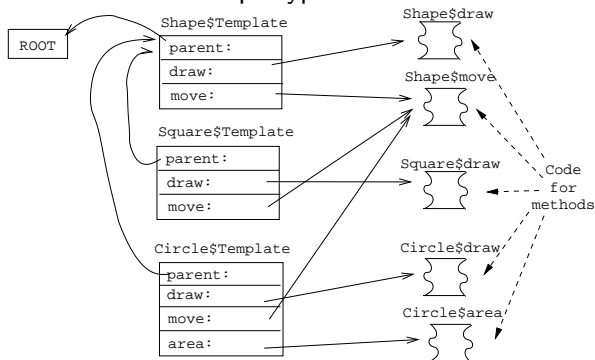 ROOT
Shape$Template
parent:
draw:
move:
Square$Template
parent:
draw:
move:
Circle$Template
parent:
draw:
move:
area:
Shape$draw
Shape$move
Square$draw
Circle$draw
Circle$area
Code
for
methods